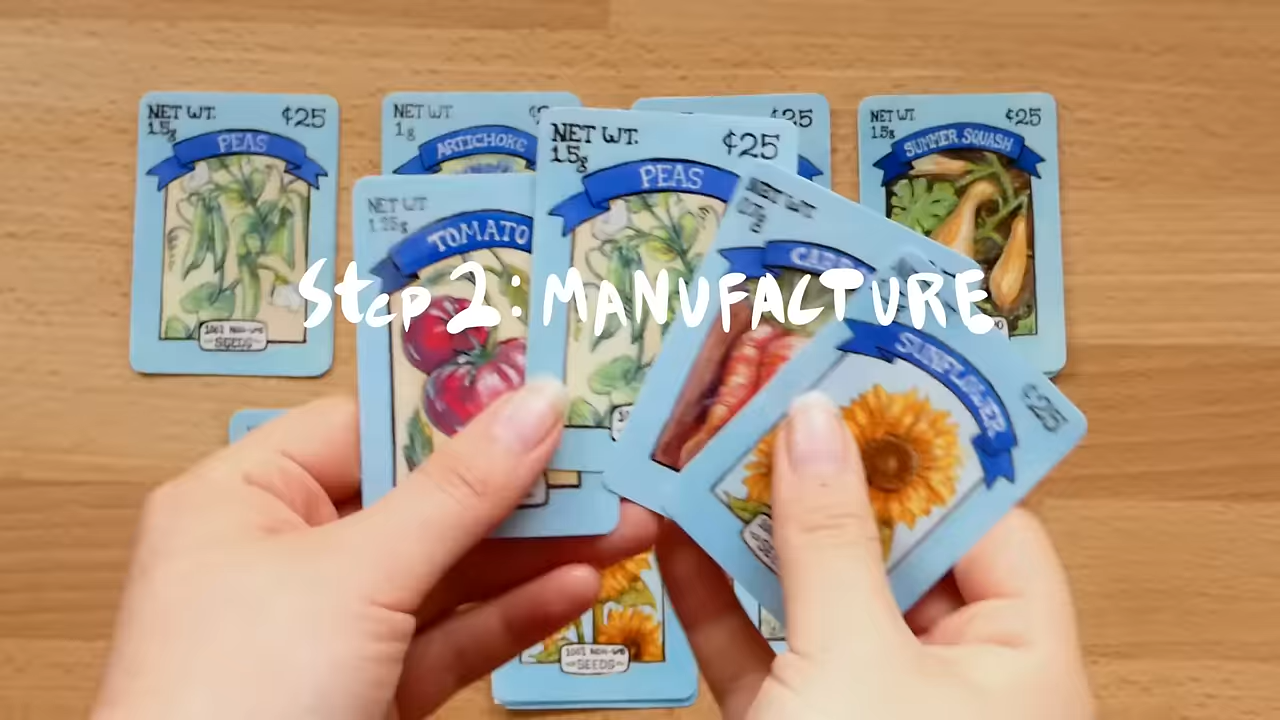 NET WT.
1.5g
¢25
PEAS
100% NON-GMO
SEEDS
NET WT
1g
ARTICHOKE
¢25
NET WT.
1.5g
¢25
SUMMER SQUASH
NET WT
1.25g
TOMATO
NET WT.
1.5g
¢25
PEAS
NET WT.
SUNFLOWER
¢25
Step 2: MANUFACTURE
100% NON-GMO
SEEDS